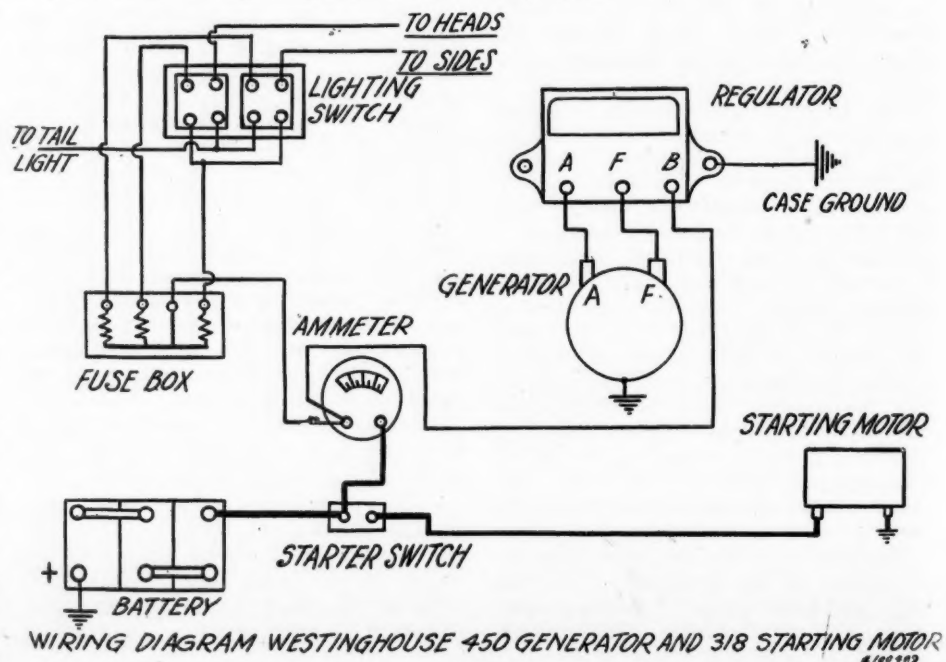 TO HEADS
TO SIDES
LIGHTING
SWITCH
TO TAIL
LIGHT
REGULATOR
A F B
CASE GROUND
GENERATOR
A F
AMMETER
FUSE BOX
STARTING MOTOR
STARTER SWITCH
+
BATTERY
WIRING DIAGRAM WESTINGHOUSE 450 GENERATOR AND 318 STARTING MOTOR